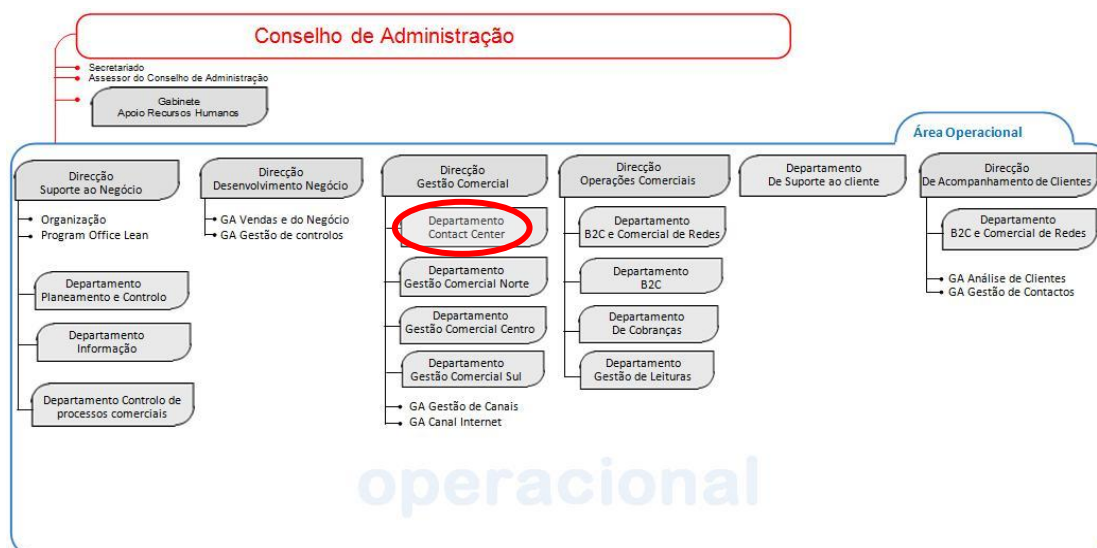 Conselho de Administração
Secretariado
Assessor do Conselho de Administração
Gabinete
Apoio Recursos Humanos
Área Operacional
Direcção
Suporte ao Negócio
Organização
Program Office Lean
Departamento
Planeamento e Controlo
Departamento
Informação
Departamento Controlo de
processos comerciais
Direcção
Desenvolvimento Negócio
GA Vendas e do Negócio
GA Gestão de controlos
Direcção
Gestão Comercial
Departamento
Contact Center
Departamento
Gestão Comercial Norte
Departamento
Gestão Comercial Centro
Departamento
Gestão Comercial Sul
GA Gestão de Canais
GA Canal Internet
Direcção
Operações Comerciais
Departamento
B2C e Comercial de Redes
Departamento
B2C
Departamento
De Cobranças
Departamento
Gestão de Leituras
Departamento
De Suporte ao cliente
Direcção
De Acompanhamento de Clientes
Departamento
B2C e Comercial de Redes
GA Análise de Clientes
GA Gestão de Contactos
operacional